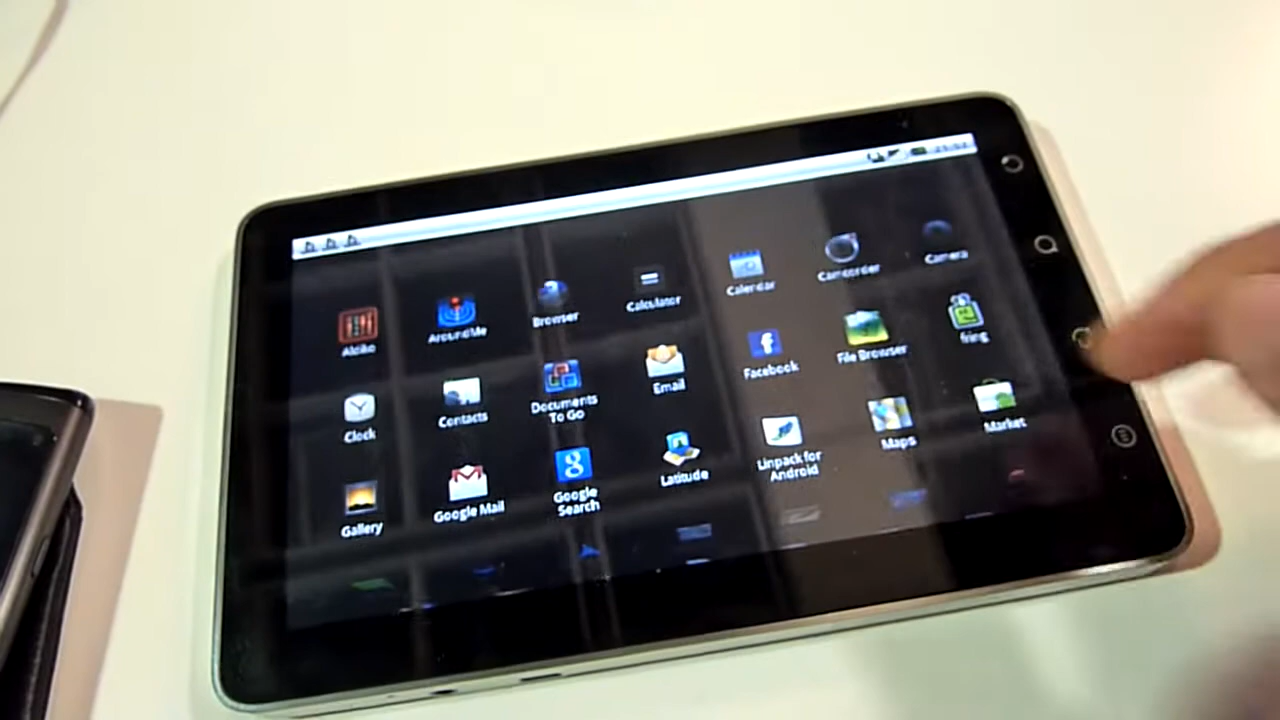 Aldiko
AroundMe
Browser
Calculator
Calendar
Camcorder
Camera
Clock
Contacts
Documents
To Go
Email
Facebook
File Browser
fring
Gallery
Google Mail
Google
Search
Latitude
Linpack for
Android
Maps
Market